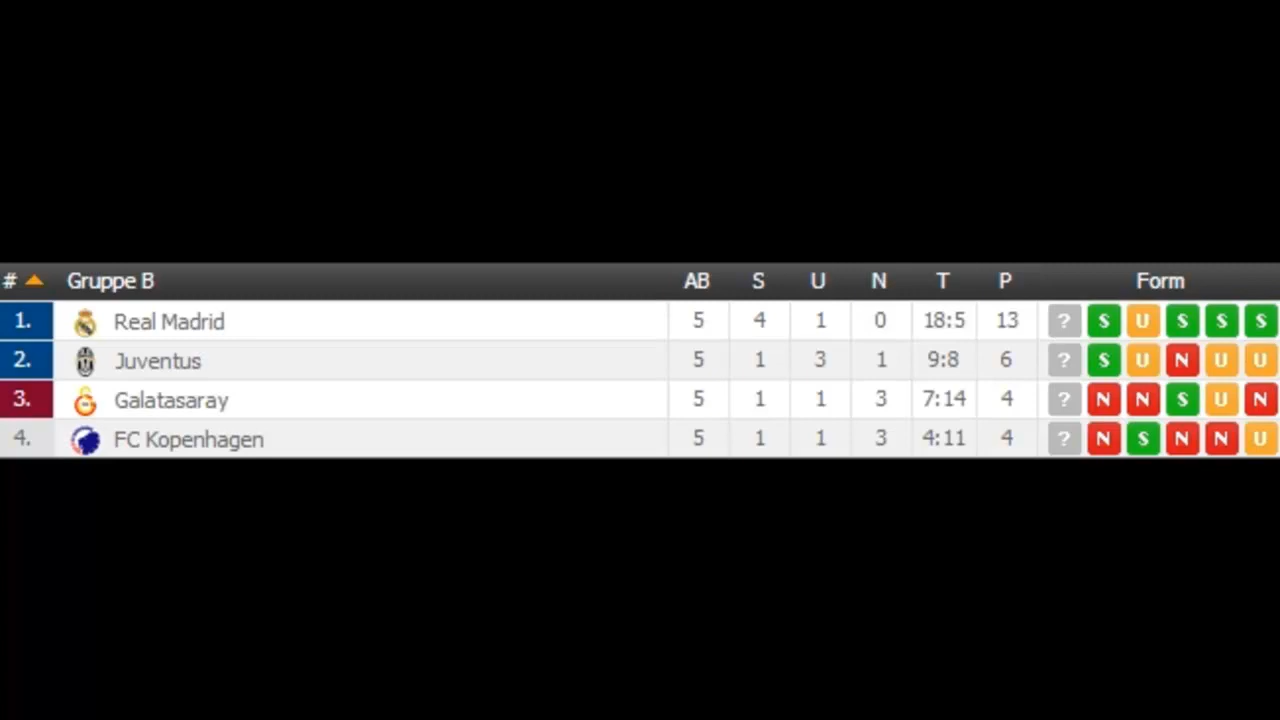 # Gruppe B AB S U N T P Form
1. Real Madrid 5 4 1 0 18:5 13 ? S U S S S
2. Juventus 5 1 3 1 9:8 6 ? S U N U U
3. Galatasaray 5 1 1 3 7:14 4 ? N N S U N
4. FC Kopenhagen 5 1 1 3 4:11 4 ? N S N N U